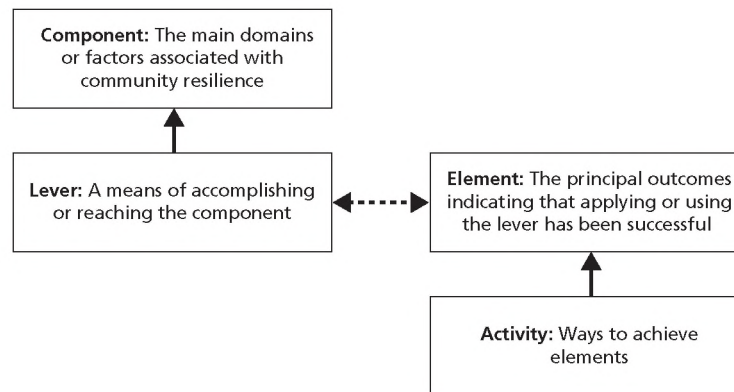 Component: The main domains
or factors associated with
community resilience
Lever: A means of accomplishing
or reaching the component
Element: The principal outcomes
indicating that applying or using
the lever has been successful
Activity: Ways to achieve
elements